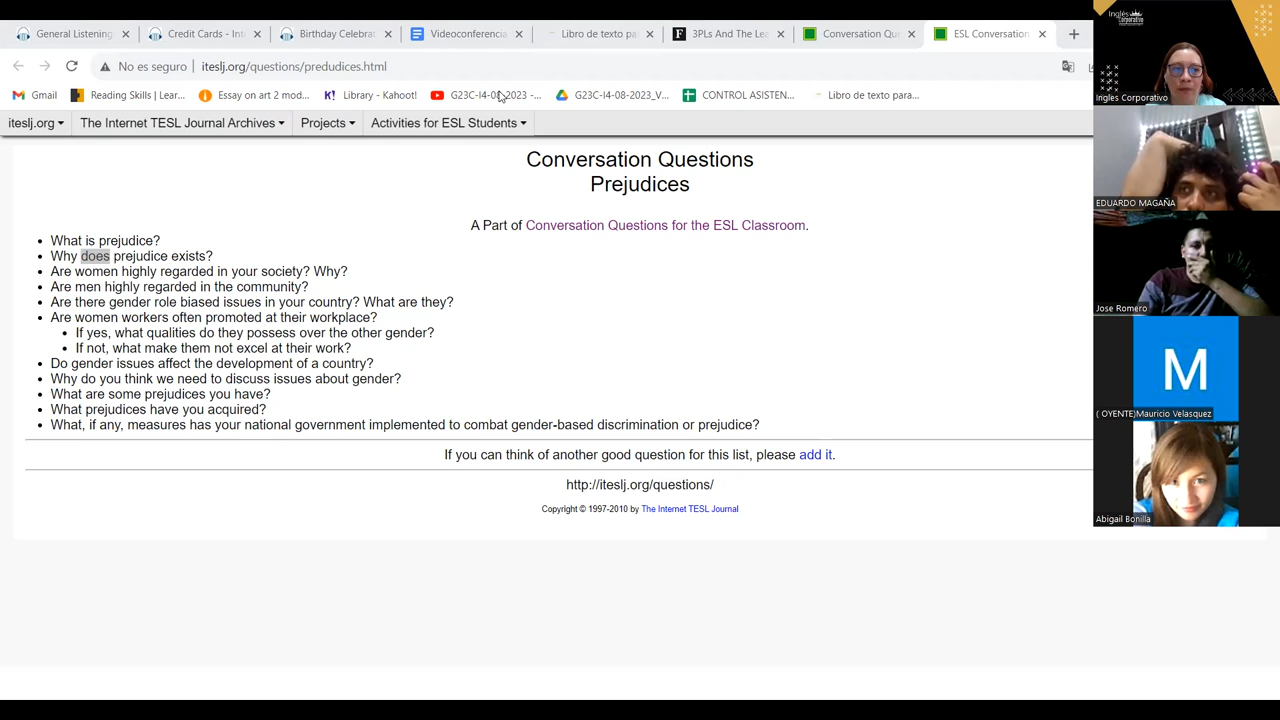 General Listening
Credit Cards - Int
Birthday Celebrat
Videoconferencia
Libro de texto pa
3PLs And The Lea
Conversation Qu
ESL Conversation
No es seguro
iteslj.org/questions/predudices.html
Gmail
Reading Skills | Lear...
Essay on art 2 mod...
Library - Kahoot
G23C-I4-08-2023 -...
G23C-I4-08-2023_V...
CONTROL ASISTEN...
Libro de texto para...
iteslj.org
The Internet TESL Journal Archives
Projects
Activities for ESL Students
Conversation Questions
Prejudices
A Part of Conversation Questions for the ESL Classroom.
What is prejudice?
Why does prejudice exists?
Are women highly regarded in your society? Why?
Are men highly regarded in the community?
Are there gender role biased issues in your country? What are they?
Are women workers often promoted at their workplace?
If yes, what qualities do they possess over the other gender?
If not, what make them not excel at their work?
Do gender issues affect the development of a country?
Why do you think we need to discuss issues about gender?
What are some prejudices you have?
What prejudices have you acquired?
What, if any, measures has your national government implemented to combat gender-based discrimination or prejudice?
If you can think of another good question for this list, please add it.
http://iteslj.org/questions/
Copyright © 1997-2010 by The Internet TESL Journal
Inglés
Corporativo
Ingles Corporativo
EDUARDO MAGAÑA
Jose Romero
M
( OYENTE)Mauricio Velasquez
Abigail Bonilla